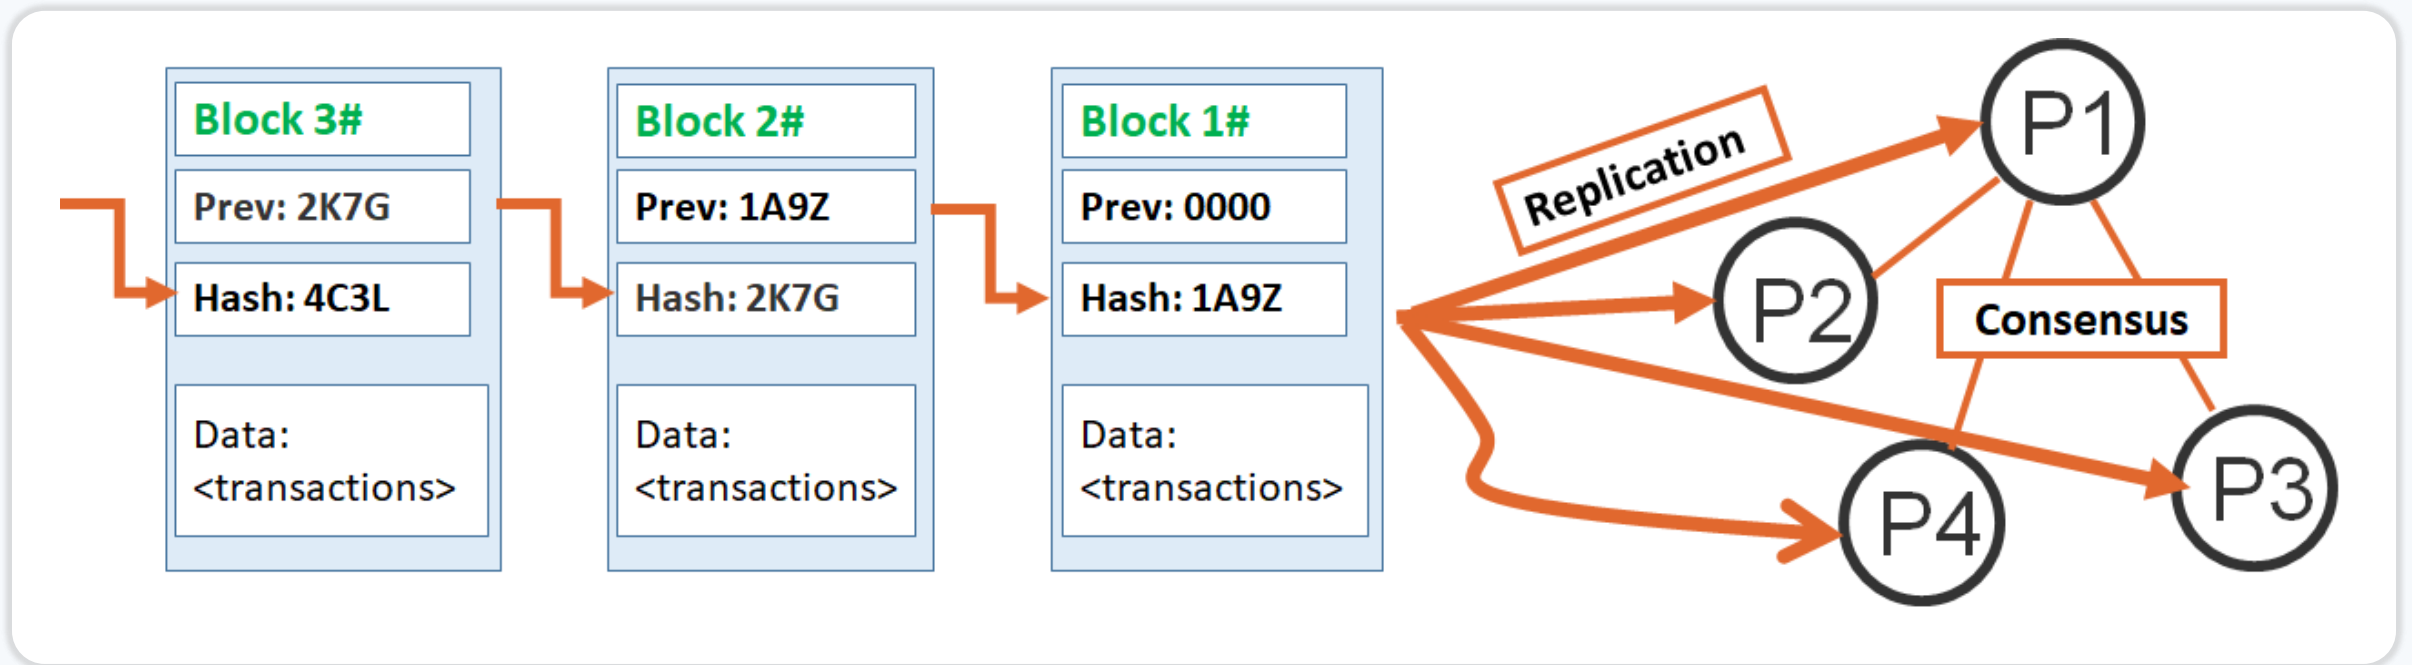 Block 3#
Prev: 2K7G
Hash: 4C3L
Data:
<transactions>
Block 2#
Prev: 1A9Z
Hash: 2K7G
Data:
<transactions>
Block 1#
Prev: 0000
Hash: 1A9Z
Data:
<transactions>
Replication
P1
P2
Consensus
P4
P3